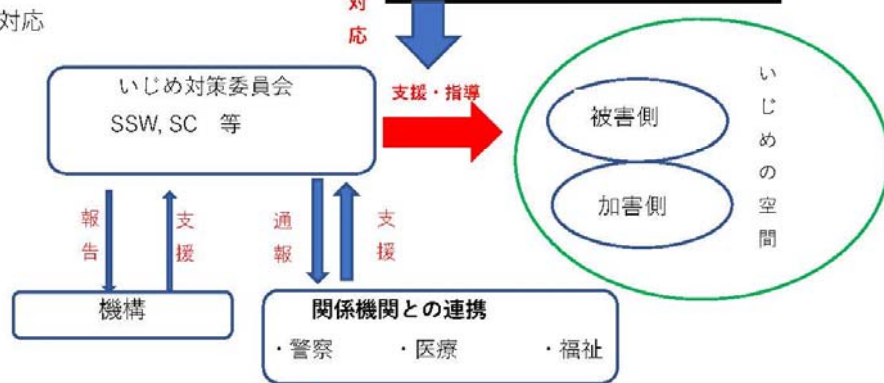 対応
対応
いじめ対策委員会
SSW, SC　等
支援・指導
被害側
加害側
いじめの空間
報告
支援
通報
支援
機構
関係機関との連携
・警察　・医療　・福祉